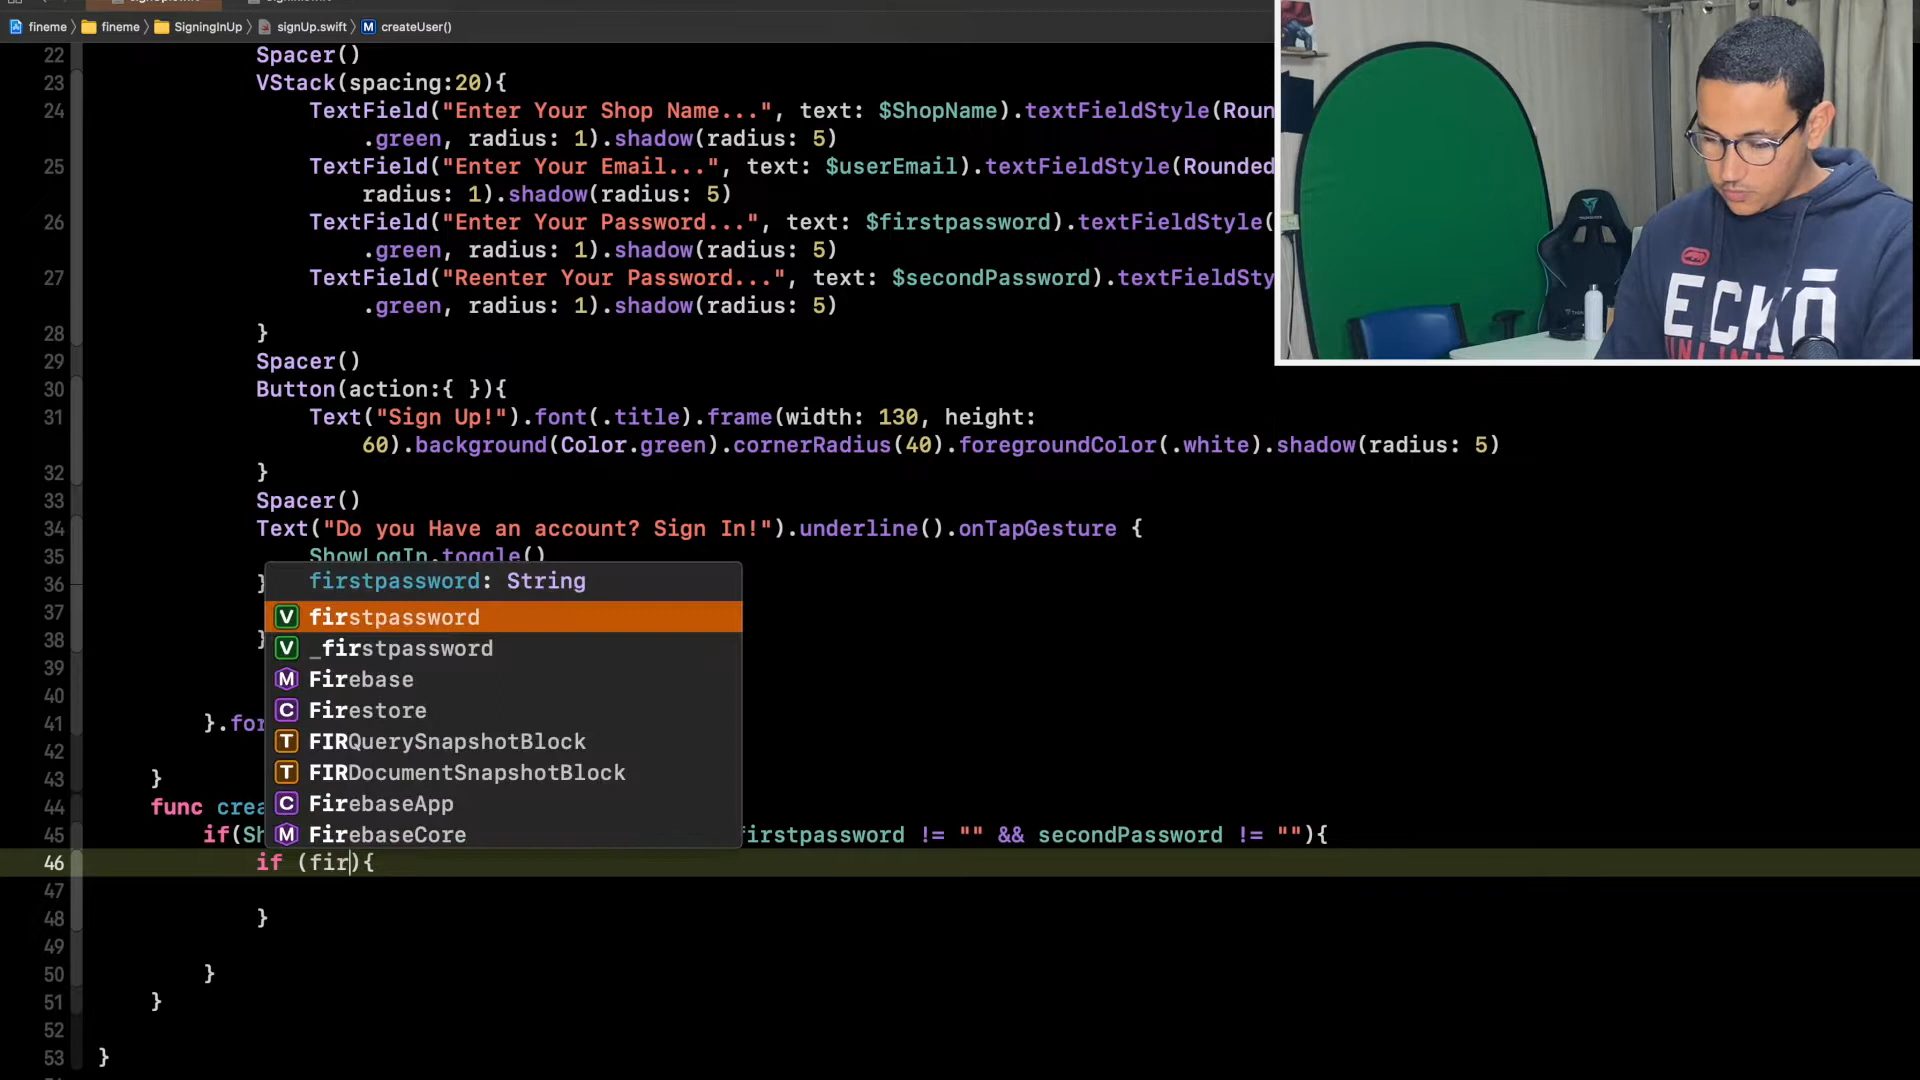 fineme fineme SigningInUp signUp.swift M createUser()
22 Spacer()
23 VStack(spacing:20){
24 TextField("Enter Your Shop Name...", text: $ShopName).textFieldStyle(Roun
.green, radius: 1).shadow(radius: 5)
25 TextField("Enter Your Email...", text: $userEmail).textFieldStyle(Rounded
radius: 1).shadow(radius: 5)
26 TextField("Enter Your Password...", text: $firstpassword).textFieldStyle(
.green, radius: 1).shadow(radius: 5)
27 TextField("Reenter Your Password...", text: $secondPassword).textFieldSty
.green, radius: 1).shadow(radius: 5)
28 }
29 Spacer()
30 Button(action:{ }){
31 Text("Sign Up!").font(.title).frame(width: 130, height:
60).background(Color.green).cornerRadius(40).foregroundColor(.white).shadow(radius: 5)
32 }
33 Spacer()
34 Text("Do you Have an account? Sign In!").underline().onTapGesture {
35 ShowLogIn.toggle()
36 }
firstpassword: String
V firstpassword
37
V _firstpassword
38 }
39
M Firebase
40
C Firestore
41 }.for
T FIRQuerySnapshotBlock
42
T FIRDocumentSnapshotBlock
43 }
44 func crea
C FirebaseApp
M FirebaseCore
45 if(Sh irstpassword != "" && secondPassword != ""){
46 if (fir){
47
48 }
49
50 }
51 }
52
53 }
ECKŌ
UNLIMITE